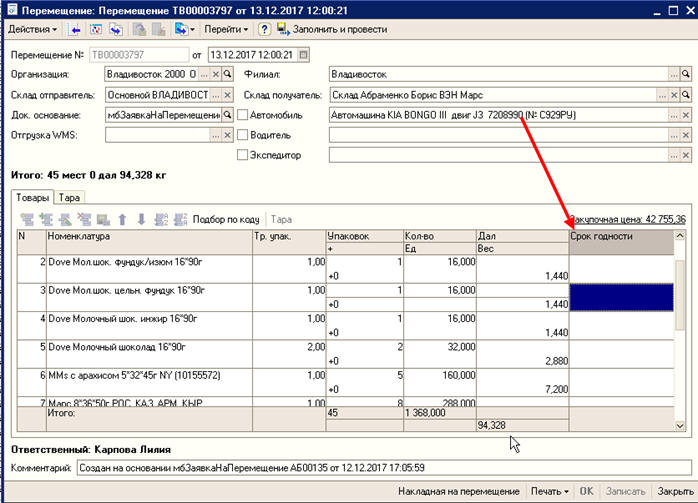 Перемещение: Перемещение ТВ00003797 от 13.12.2017 12:00:21
Действия Перейти ? Заполнить и провести
Перемещение № ТВ00003797 от 13.12.2017 12:00:21
Организация: Владивосток 2000 О ... Филиал: Владивосток ...
Склад отправитель: Основной ВЛАДИВОСТ ... Склад получатель: Склад Абраменко Борис ВЭН Марс ...
Док. основание: мбЗаявкаНаПеремещени ... Автомобиль Автомашина KIA BONGO III двиг J3 7208990 (№ С929РУ) ...
Отгрузка WMS: ... Водитель ...
Экспедитор ...
Итого: 45 мест 0 дал 94,328 кг
Товары Тара
Подбор по коду Тара Закупочная цена: 42 755,36
N Номенклатура Тр. упак. Упаковок Кол-во Дал Срок годности
+ Ед Вес
2 Dove Мол.шок. фундук/изюм 16*90г 1,00 1 16,000
+0 1,440
3 Dove Мол.шок. цельн. фундук 16*90г 1,00 1 16,000
+0 1,440
4 Dove Молочный шок. инжир 16*90г 1,00 1 16,000
+0 1,440
5 Dove Молочный шоколад 16*90г 2,00 2 32,000
+0 2,880
6 MMs с арахисом 5*32*45г NY (10155572) 1,00 5 160,000
+0 7,200
7 Марс 8*36*50г РОС, КАЗ, АРМ, КЫР 1,00 8 288,000
Итого: 45 1 368,000
94,328
Ответственный: Карпова Лилия
Комментарий: Создан на основании мбЗаявкаНаПеремещение АБ00135 от 12.12.2017 17:05:59
Накладная на перемещение Печать OK Записать Закрыть